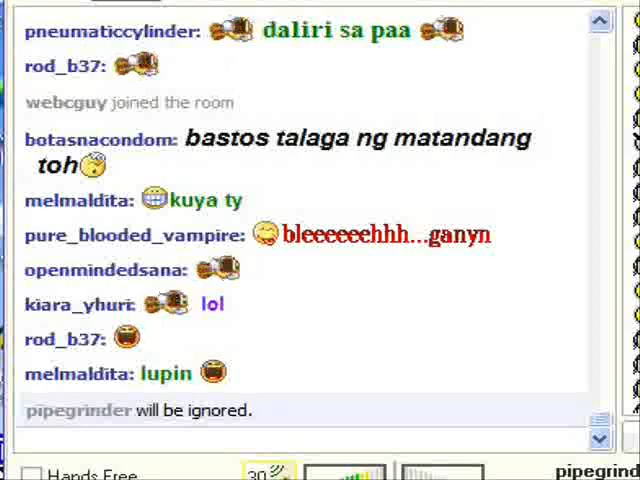 pneumaticcylinder: daliri sa paa
rod_b37:
webcguy joined the room
botasnacondom: bastos talaga ng matandang
toh
melmaldita: kuya ty
pure_blooded_vampire: bleeeeeehhh...ganyn
openmindedsana:
kiara_yhuri: lol
rod_b37:
melmaldita: lupin
pipegrinder will be ignored.
Hands Free
30
pipegrind